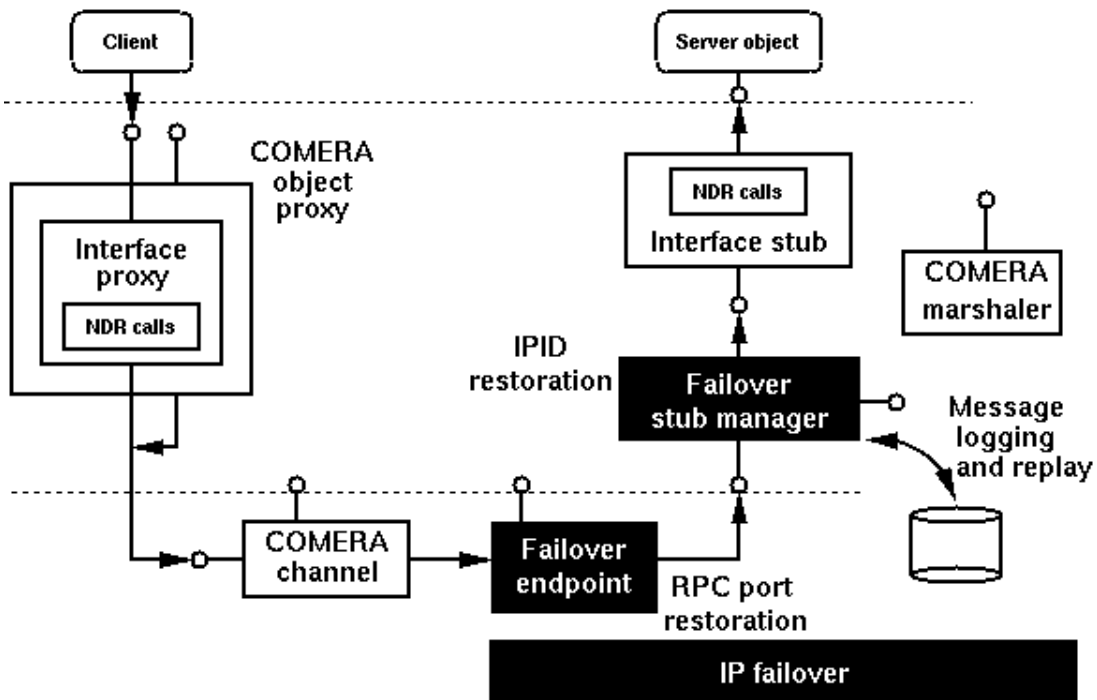 Client
Server object
COMERA
object
proxy
Interface
proxy
NDR calls
NDR calls
Interface stub
COMERA
marshaler
IPID
restoration
Failover
stub manager
Message
logging
and replay
COMERA
channel
Failover
endpoint
RPC port
restoration
IP failover